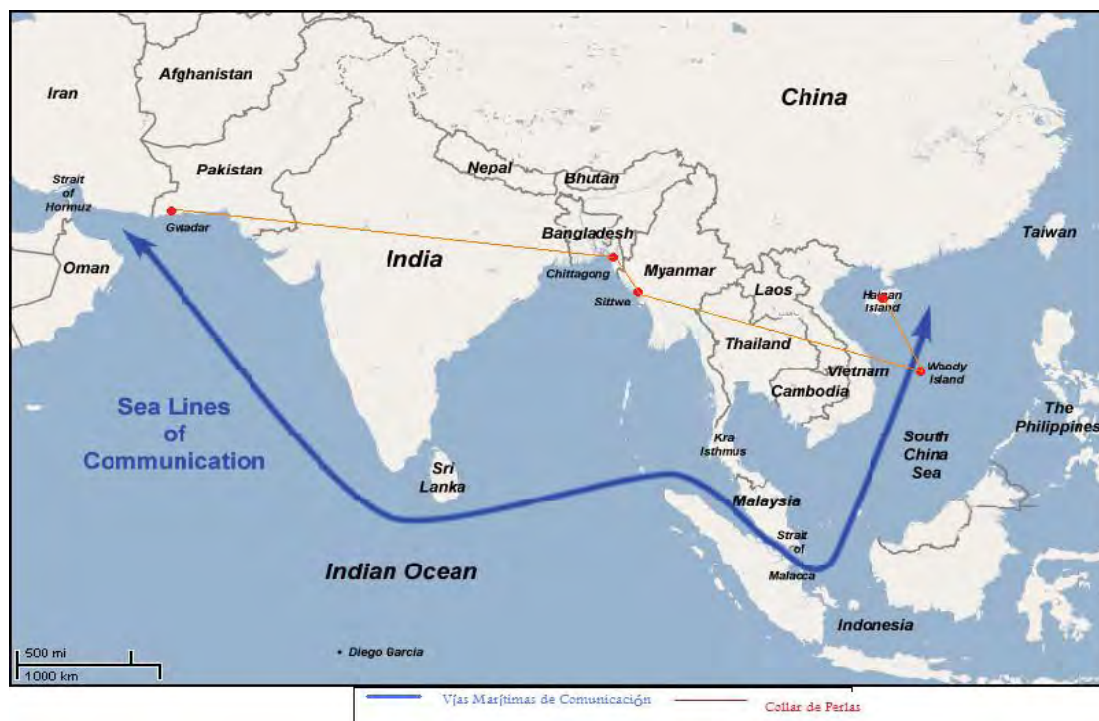 Afghanistan
Iran
China
Pakistan
Nepal
Bhutan
Strait
of
Hormuz
Gwadar
Taiwan
Bangladesh
India
Oman
Chittagong
Myanmar
Sittwe
Laos
Hainan
Island
Thailand
Vietnam
Woody
Island
Cambodia
Sea Lines
of
Communication
The
Philippines
Kra
Isthmus
South
China
Sea
Sri
Lanka
Malaysia
Strait
of
Malacca
Indian Ocean
Indonesia
Diego Garcia
500 mi
1000 km
Vías Marítimas de Comunicación
Collar de Perlas